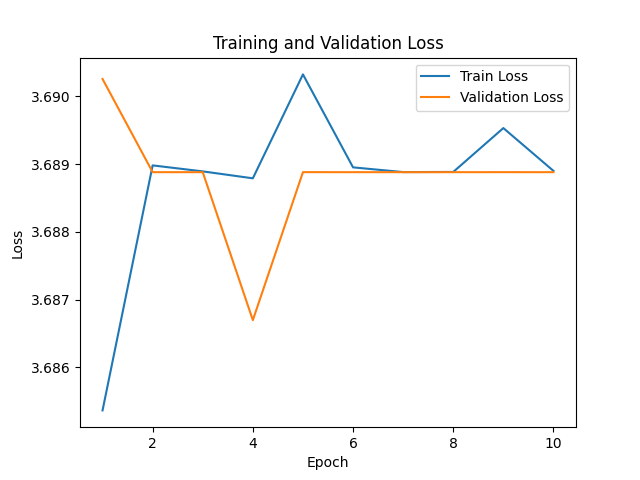 Training and Validation Loss
Train Loss
Validation Loss
3.690
3.689
3.688
3.687
3.686
Loss
2
4
6
8
10
Epoch